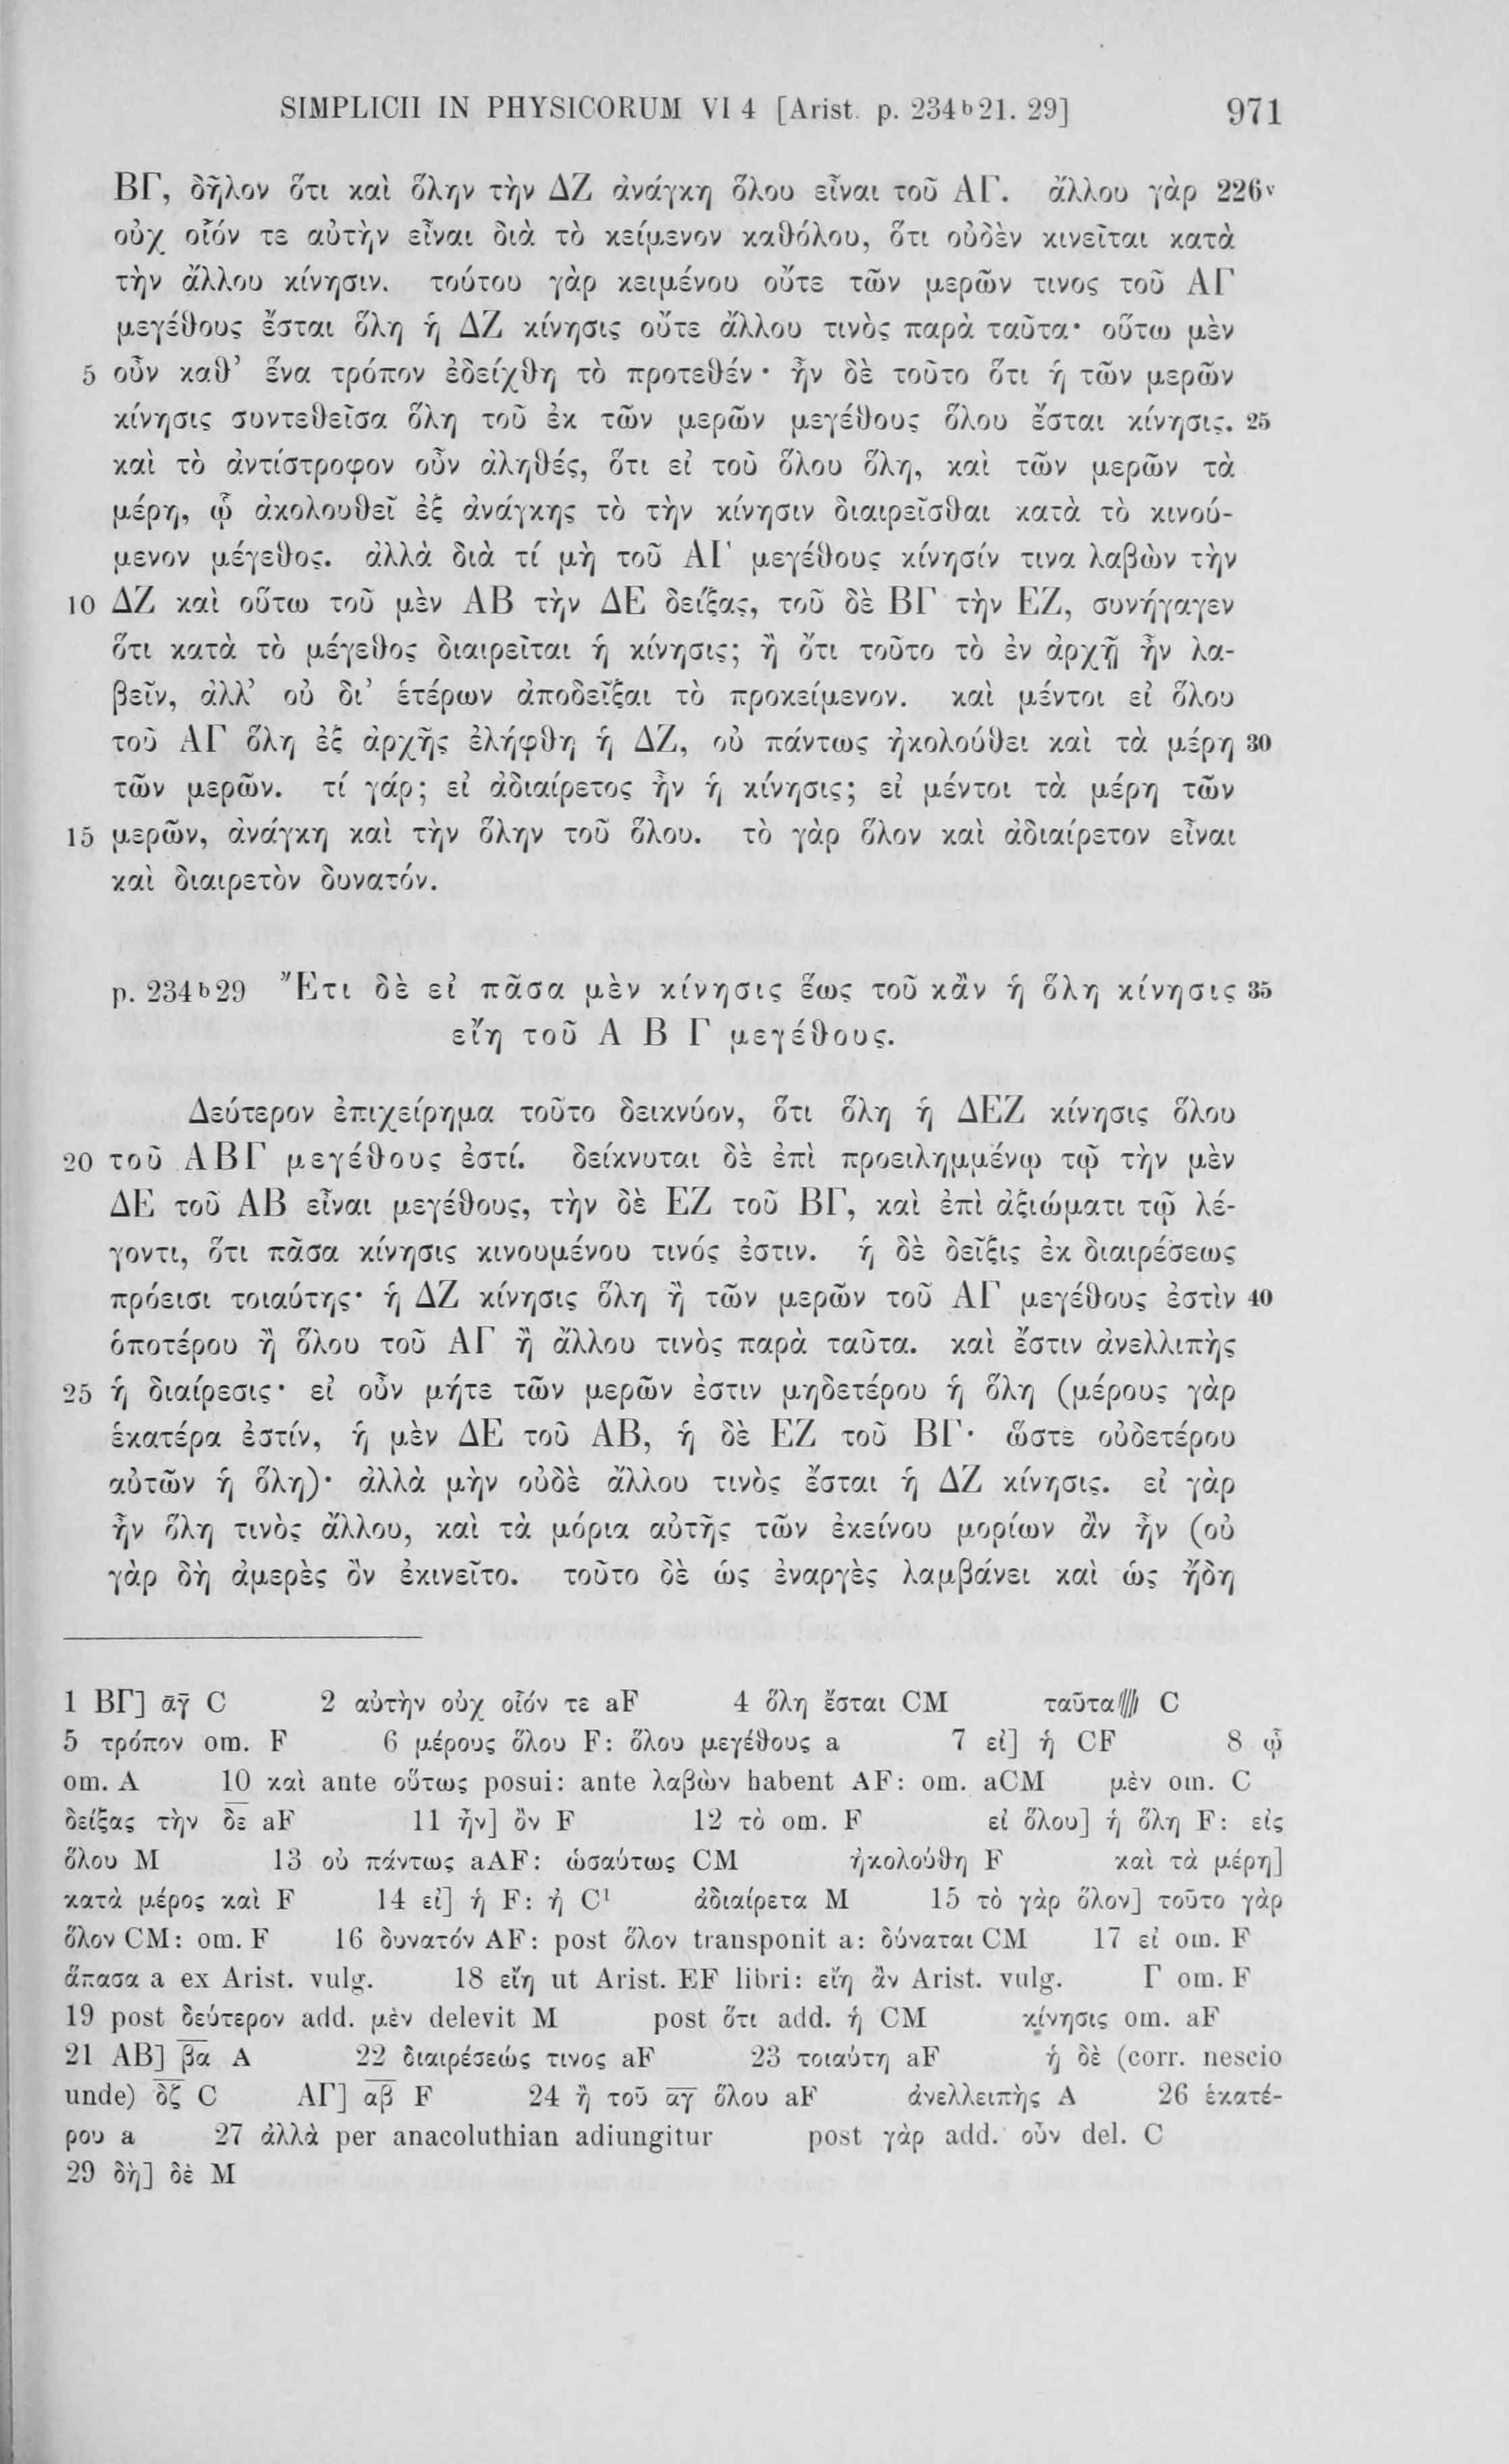 SIMPLICII IN PHYSICORUM VI 4 [Arist. p. 234ᵇ21. 29] 971
ΒΓ, δῆλον ὅτι καὶ ὅλην τὴν ΔΖ ἀνάγκη ὅλου εἶναι τοῦ ΑΓ. ἄλλου γὰρ 226ᵛ
οὐχ οἷόν τε αὐτὴν εἶναι διὰ τὸ κείμενον καθόλου, ὅτι οὐδὲν κινεῖται κατὰ
τὴν ἄλλου κίνησιν. τούτου γὰρ κειμένου οὔτε τῶν μερῶν τινος τοῦ ΑΓ
μεγέθους ἔσται ὅλη ἡ ΔΖ κίνησις οὔτε ἄλλου τινὸς παρὰ ταῦτα· οὕτω μὲν
5 οὖν καθ’ ἕνα τρόπον ἐδείχθη τὸ προτεθέν· ἦν δὲ τοῦτο ὅτι ἡ τῶν μερῶν
κίνησις συντεθεῖσα ὅλη τοῦ ἐκ τῶν μερῶν μεγέθους ὅλου ἔσται κίνησις. 25
καὶ τὸ ἀντίστροφον οὖν ἀληθές, ὅτι εἰ τοῦ ὅλου ὅλη, καὶ τῶν μερῶν τὰ
μέρη, ᾧ ἀκολουθεῖ ἐξ ἀνάγκης τὸ τὴν κίνησιν διαιρεῖσθαι κατὰ τὸ κινού-
μενον μέγεθος. ἀλλὰ διὰ τί μὴ τοῦ ΑΓ μεγέθους κίνησίν τινα λαβὼν τὴν
10 ΔΖ καὶ οὕτω τοῦ μὲν ΑΒ τὴν ΔΕ δείξας, τοῦ δὲ ΒΓ τὴν ΕΖ, συνήγαγεν
ὅτι κατὰ τὸ μέγεθος διαιρεῖται ἡ κίνησις; ἢ ὅτι τοῦτο τὸ ἐν ἀρχῇ ἦν λα-
βεῖν, ἀλλ’ οὐ δι’ ἑτέρων ἀποδεῖξαι τὸ προκείμενον. καὶ μέντοι εἰ ὅλου
τοῦ ΑΓ ὅλη ἐξ ἀρχῆς ἐλήφθη ἡ ΔΖ, οὐ πάντως ἠκολούθει καὶ τὰ μέρη 30
τῶν μερῶν. τί γάρ; εἰ ἀδιαίρετος ἦν ἡ κίνησις; εἰ μέντοι τὰ μέρη τῶν
15 μερῶν, ἀνάγκη καὶ τὴν ὅλην τοῦ ὅλου. τὸ γὰρ ὅλον καὶ ἀδιαίρετον εἶναι
καὶ διαιρετὸν δυνατόν.
p. 234ᵇ29 Ἔτι δὲ εἰ πᾶσα μὲν κίνησις ἕως τοῦ κἂν ἡ ὅλη κίνησις 35
εἴη τοῦ Α Β Γ μεγέθους.
Δεύτερον ἐπιχείρημα τοῦτο δεικνύον, ὅτι ὅλη ἡ ΔΕΖ κίνησις ὅλου
20 τοῦ ΑΒΓ μεγέθους ἐστί. δείκνυται δὲ ἐπὶ προειλημμένῳ τῷ τὴν μὲν
ΔΕ τοῦ ΑΒ εἶναι μεγέθους, τὴν δὲ ΕΖ τοῦ ΒΓ, καὶ ἐπὶ ἀξιώματι τῷ λέ-
γοντι, ὅτι πᾶσα κίνησις κινουμένου τινός ἐστιν. ἡ δὲ δεῖξις ἐκ διαιρέσεως
πρόεισι τοιαύτης· ἡ ΔΖ κίνησις ὅλη ἢ τῶν μερῶν τοῦ ΑΓ μεγέθους ἐστὶν 40
ὁποτέρου ἢ ὅλου τοῦ ΑΓ ἢ ἄλλου τινὸς παρὰ ταῦτα. καὶ ἔστιν ἀνελλιπὴς
25 ἡ διαίρεσις· εἰ οὖν μήτε τῶν μερῶν ἐστιν μηδετέρου ἡ ὅλη (μέρους γὰρ
ἑκατέρα ἐστίν, ἡ μὲν ΔΕ τοῦ ΑΒ, ἡ δὲ ΕΖ τοῦ ΒΓ· ὥστε οὐδετέρου
αὐτῶν ἡ ὅλη)· ἀλλὰ μὴν οὐδὲ ἄλλου τινὸς ἔσται ἡ ΔΖ κίνησις. εἰ γὰρ
ἦν ὅλη τινὸς ἄλλου, καὶ τὰ μόρια αὐτῆς τῶν ἐκείνου μορίων ἂν ἦν (οὐ
γὰρ δὴ ἀμερὲς ὂν ἐκινεῖτο. τοῦτο δὲ ὡς ἐναργὲς λαμβάνει καὶ ὡς ἤδη
1 ΒΓ] α̅γ̅ C 2 αὐτὴν οὐχ οἷόν τε aF 4 ὅλη ἔσται CM ταῦτα//// C
5 τρόπον om. F 6 μέρους ὅλου F: ὅλου μεγέθους a 7 εἰ] ἡ CF 8 ᾧ
om. A 10 καὶ ante οὕτως posui: ante λαβὼν habent AF: om. aCM μὲν om. C
δείξας τὴν δ̅ε̅ aF 11 ἦν] ὂν F 12 τὸ om. F εἰ ὅλου] ἡ ὅλη F: εἰς
ὅλου M 13 οὐ πάντως aAF: ὡσαύτως CM ἠκολούθη F καὶ τὰ μέρη]
κατὰ μέρος καὶ F 14 εἰ] ἡ F: ἠ C¹ ἀδιαίρετα M 15 τὸ γὰρ ὅλον] τοῦτο γὰρ
ὅλον CM: om. F 16 δυνατόν AF: post ὅλον transponit a: δύναται CM 17 εἰ om. F
ἅπασα a ex Arist. vulg. 18 εἴη ut Arist. EF libri: εἴη ἂν Arist. vulg. Γ om. F
19 post δεύτερον add. μὲν delevit M post ὅτι add. ἡ CM κίνησις om. aF
21 ΑΒ] β̅α̅ A 22 διαιρέσεώς τινος aF 23 τοιαύτη aF ἡ δὲ (corr. nescio
unde) δ̅ζ̅ C ΑΓ] α̅β̅ F 24 ἢ τοῦ α̅γ̅ ὅλου aF ἀνελλειπὴς A 26 ἑκατέ-
ρου a 27 ἀλλὰ per anacoluthian adiungitur post γὰρ add. οὖν del. C
29 δὴ] δὲ M